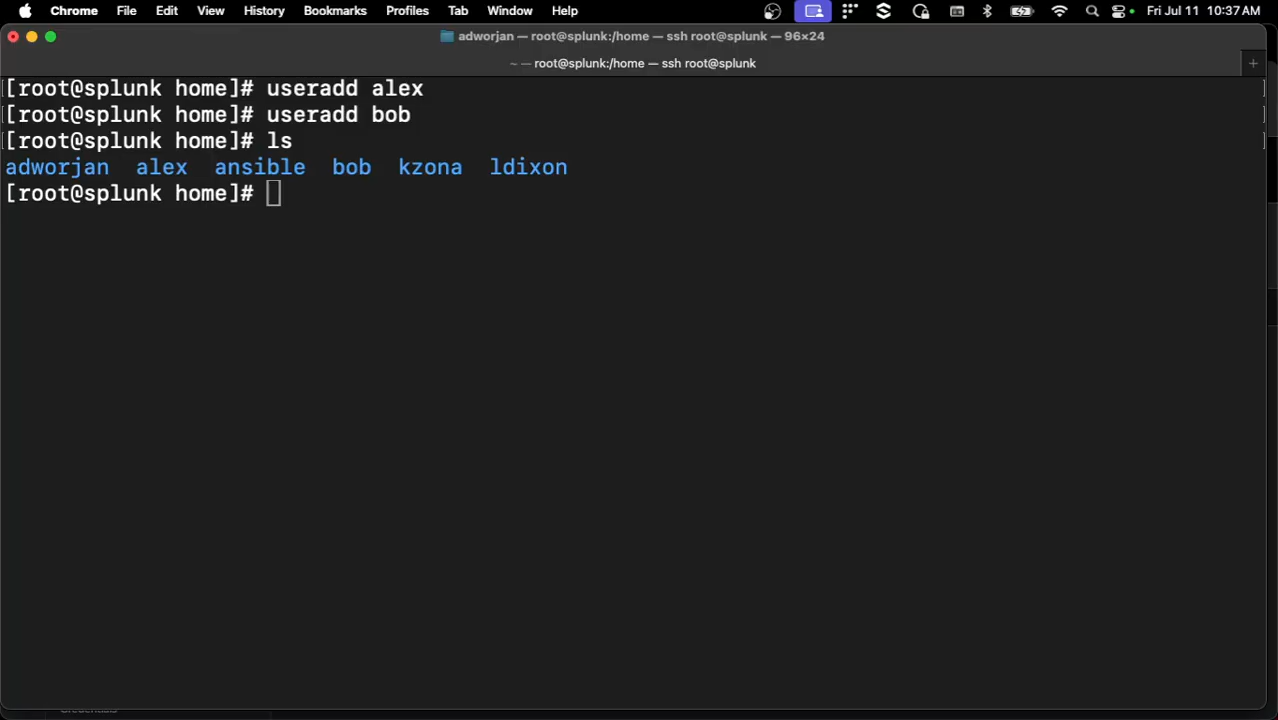 Chrome File Edit View History Bookmarks Profiles Tab Window Help Fri Jul 11 10:37 AM
adworjan — root@splunk:/home — ssh root@splunk — 96×24
~ — root@splunk:/home — ssh root@splunk +
[root@splunk home]# useradd alex ]
[root@splunk home]# useradd bob ]
[root@splunk home]# ls ]
adworjan alex ansible bob kzona ldixon
[root@splunk home]#